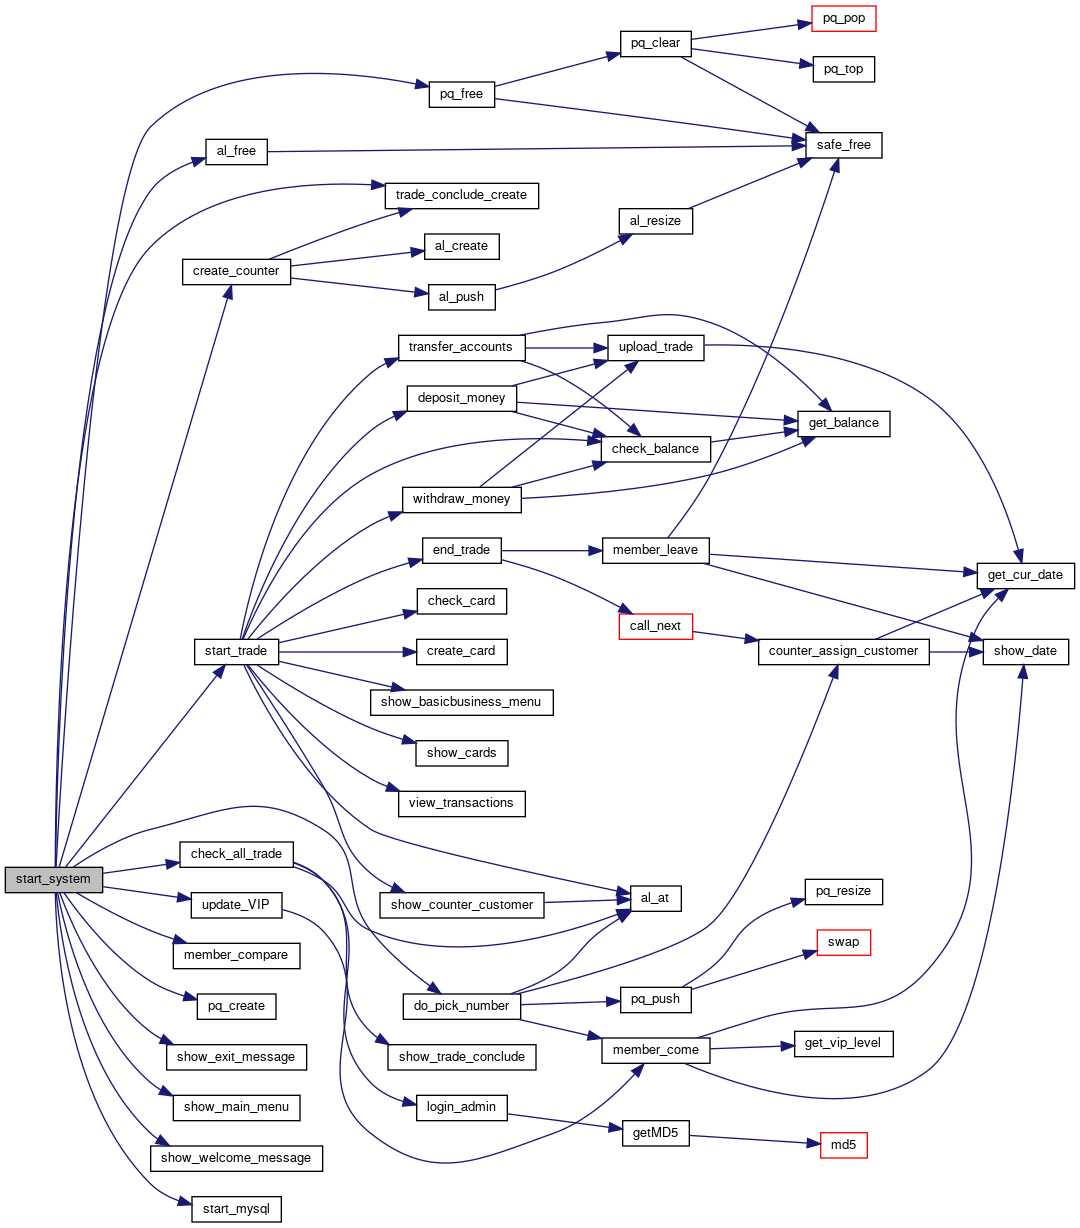 pq_pop
pq_clear
pq_top
pq_free
safe_free
al_free
trade_conclude_create
al_resize
al_create
create_counter
al_push
transfer_accounts
upload_trade
deposit_money
get_balance
check_balance
withdraw_money
end_trade
member_leave
get_cur_date
check_card
call_next
start_trade
create_card
counter_assign_customer
show_date
show_basicbusiness_menu
show_cards
view_transactions
check_all_trade
start_system
update_VIP
show_counter_customer
al_at
pq_resize
swap
member_compare
pq_create
do_pick_number
pq_push
get_vip_level
member_come
show_exit_message
show_trade_conclude
show_main_menu
login_admin
getMD5
md5
show_welcome_message
start_mysql